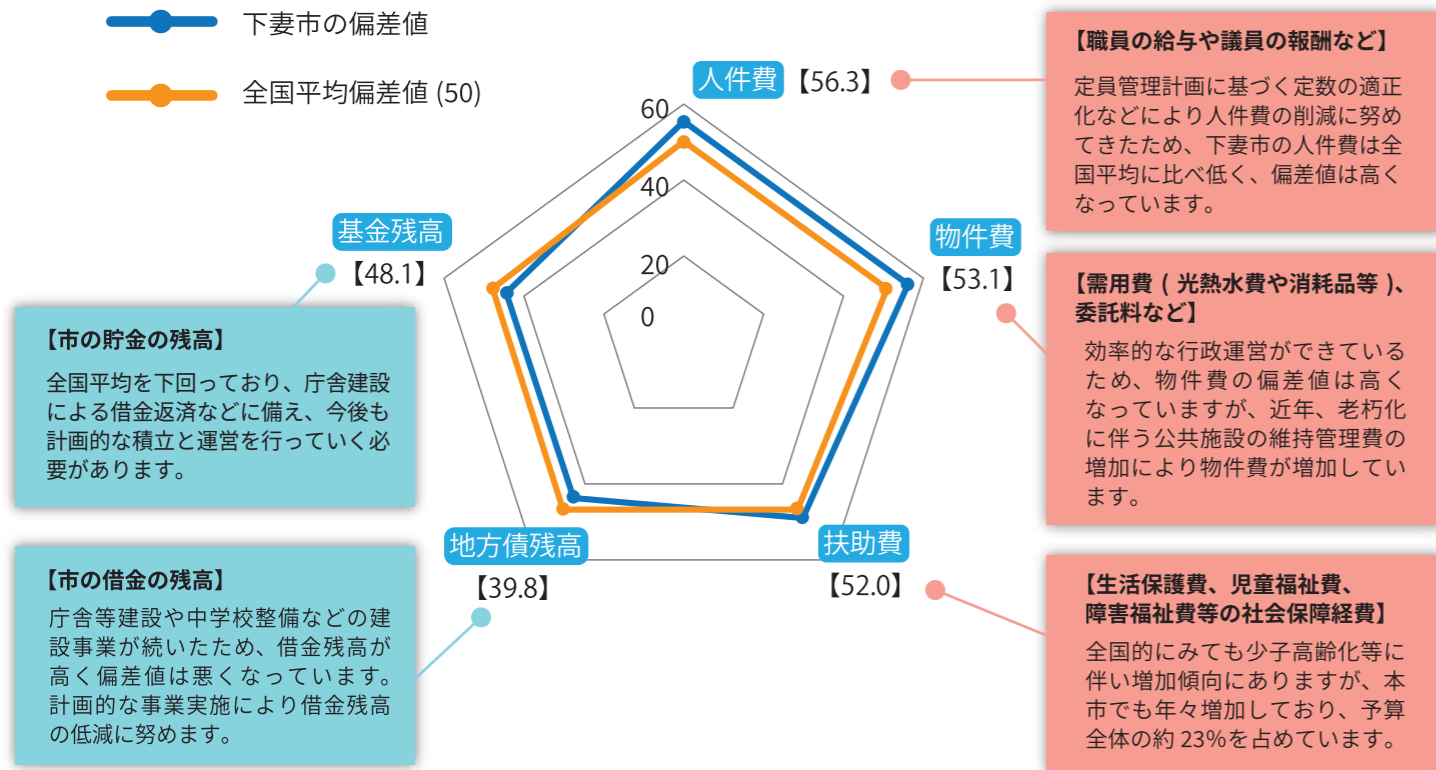 下妻市の偏差値
全国平均偏差値 (50)
人件費 【56.3】
60
40
20
0
【職員の給与や議員の報酬など】
定員管理計画に基づく定数の適正
化などにより人件費の削減に努め
てきたため、下妻市の人件費は全
国平均に比べ低く、偏差値は高く
なっています。
物件費
【53.1】
【需用費 ( 光熱水費や消耗品等 )、
委託料など】
効率的な行政運営ができている
ため、物件費の偏差値は高く
なっていますが、近年、老朽化
に伴う公共施設の維持管理費の
増加により物件費が増加してい
ます。
扶助費
【52.0】
【生活保護費、児童福祉費、
障害福祉費等の社会保障経費】
全国的にみても少子高齢化等に
伴い増加傾向にありますが、本
市でも年々増加しており、予算
全体の約 23%を占めています。
地方債残高
【39.8】
【市の借金の残高】
庁舎等建設や中学校整備などの建
設事業が続いたため、借金残高が
高く偏差値は悪くなっています。
計画的な事業実施により借金残高
の低減に努めます。
基金残高
【48.1】
【市の貯金の残高】
全国平均を下回っており、庁舎建設
による借金返済などに備え、今後も
計画的な積立と運営を行っていく必
要があります。